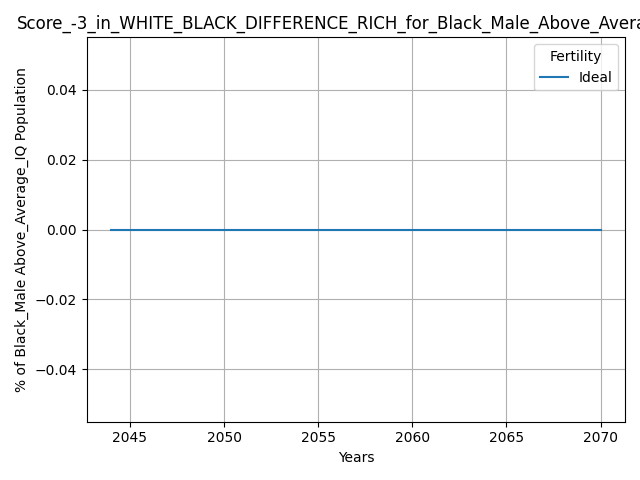 Score_-3_in_WHITE_BLACK_DIFFERENCE_RICH_for_Black_Male_Above_Avera
Fertility
Ideal
% of Black_Male Above_Average_IQ Population
0.04
0.02
0.00
−0.02
−0.04
2045 2050 2055 2060 2065 2070
Years